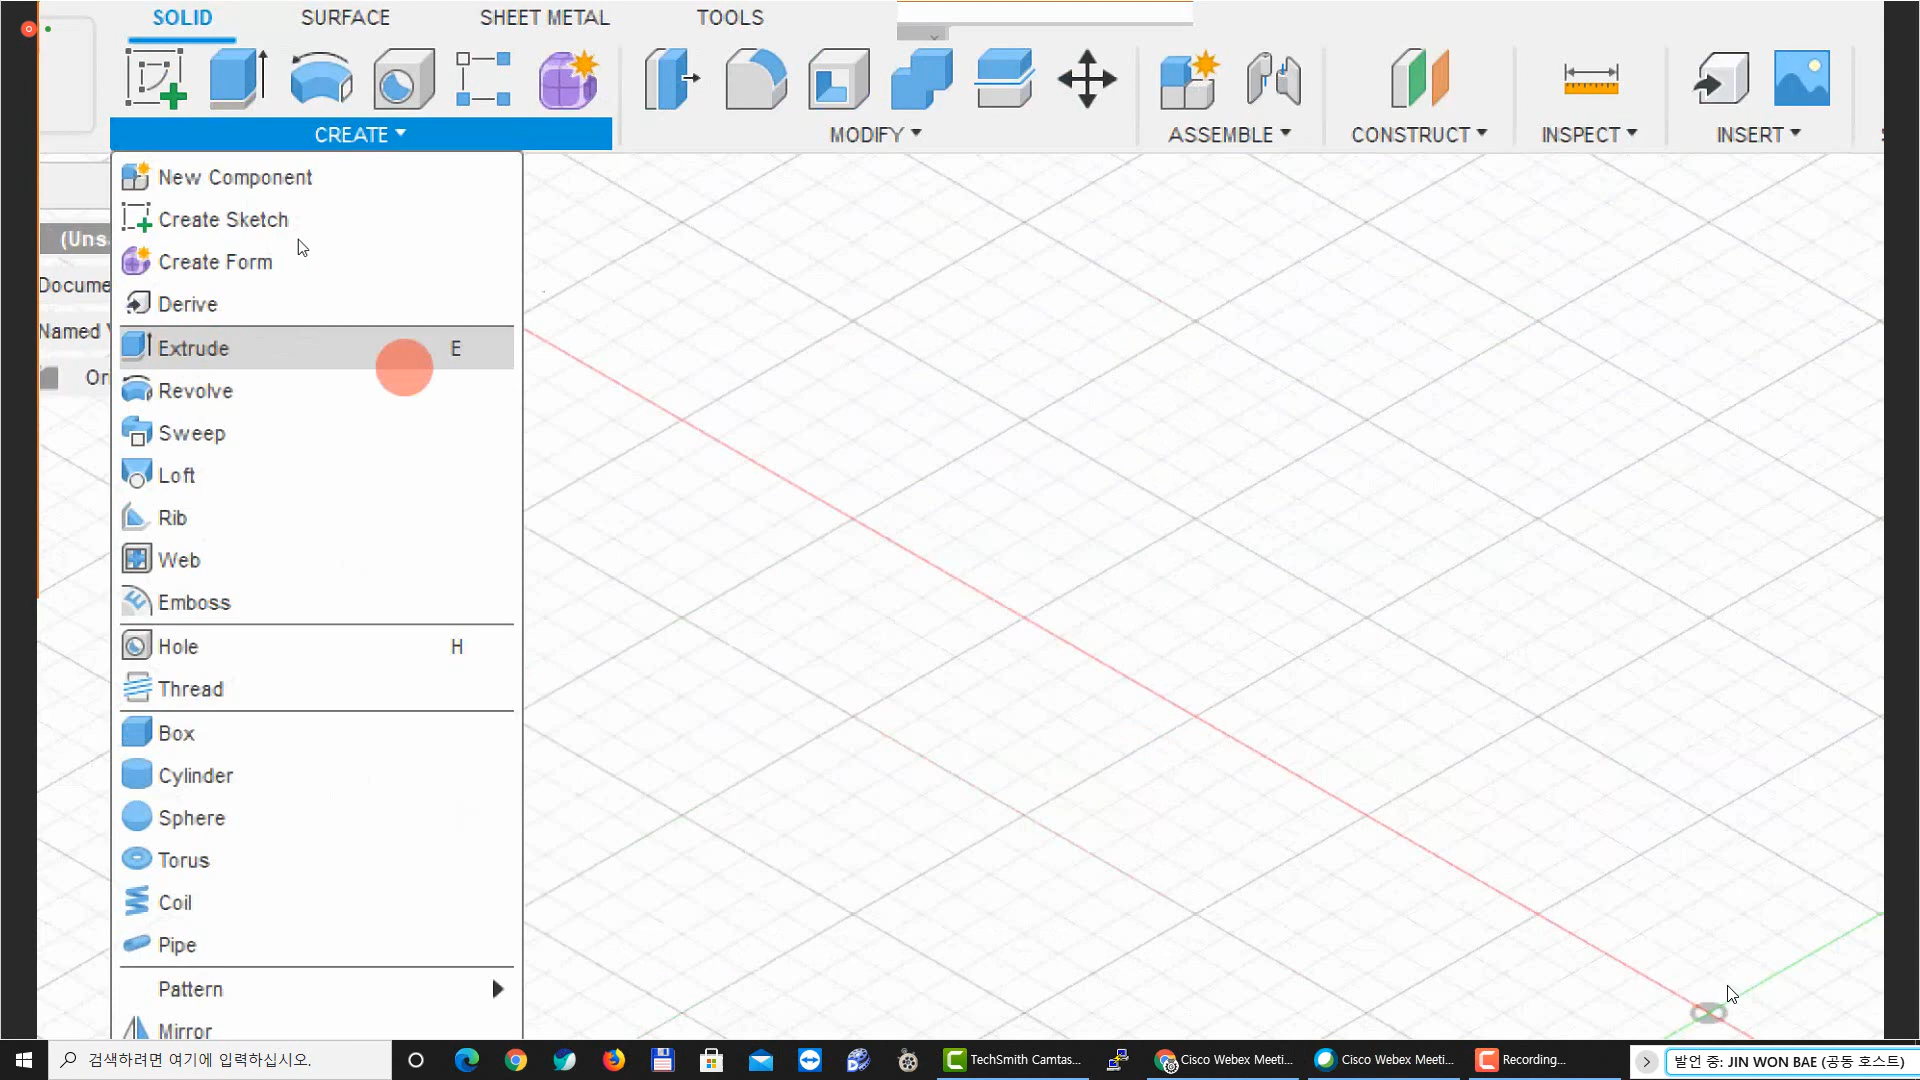 SOLID SURFACE SHEET METAL TOOLS
CREATE MODIFY ASSEMBLE CONSTRUCT INSPECT INSERT
New Component
Create Sketch
(Uns
Create Form
Docume
Derive
Named
Extrude E
Or
Revolve
Sweep
Loft
Rib
Web
Emboss
Hole H
Thread
Box
Cylinder
Sphere
Torus
Coil
Pipe
Pattern
Mirror
검색하려면 여기에 입력하십시오. TechSmith Camtas... Cisco Webex Meeti... Cisco Webex Meeti... Recording... 발언 중: JIN WON BAE (공동 호스트)